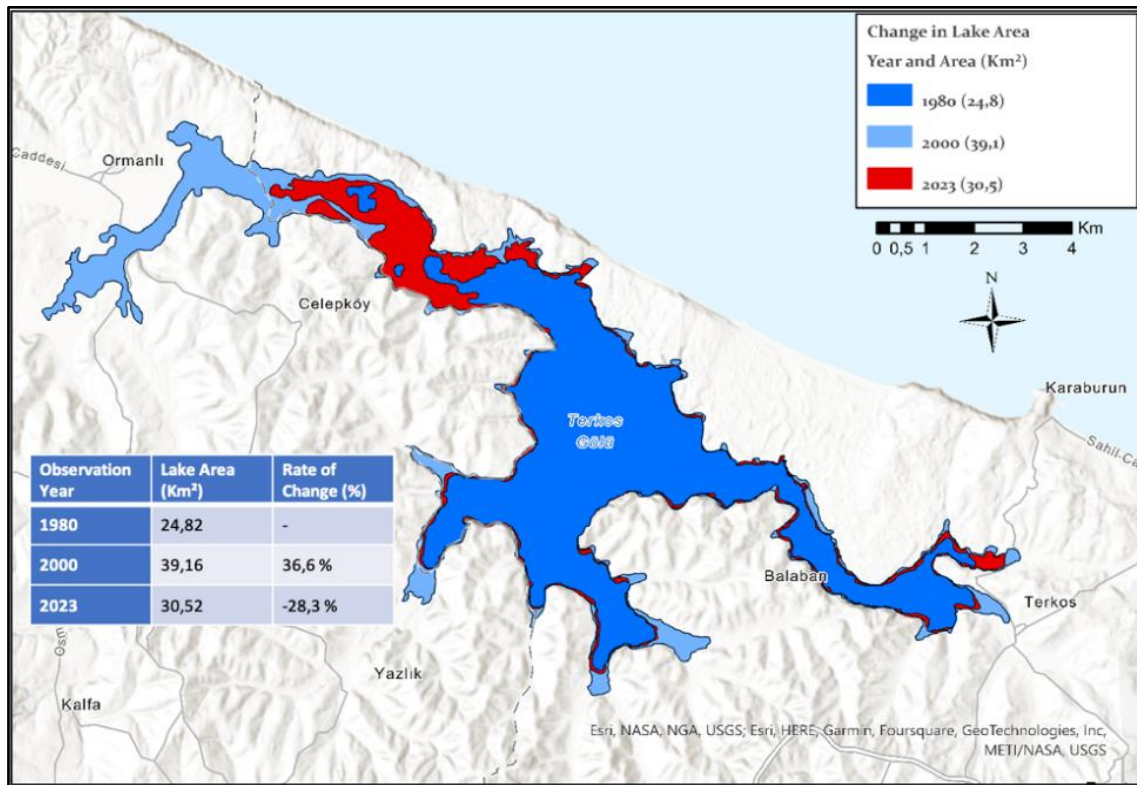 Change in Lake Area
Year and Area (Km²)
1980 (24,8)
2000 (39,1)
2023 (30,5)
Km
0 0,5 1 2 3 4
N
Caddesi
Ormanlı
Celepköy
Karaburun
Sahil Ca
Terkos
Gölü
Observation Year
Lake Area (Km²)
Rate of Change (%)
1980
24,82
-
2000
39,16
36,6 %
2023
30,52
-28,3 %
Balaban
Terkos
Yazlık
Osm
Kalfa
Esri, NASA, NGA, USGS; Esri, HERE, Garmin, Foursquare, GeoTechnologies, Inc,
METI/NASA, USGS